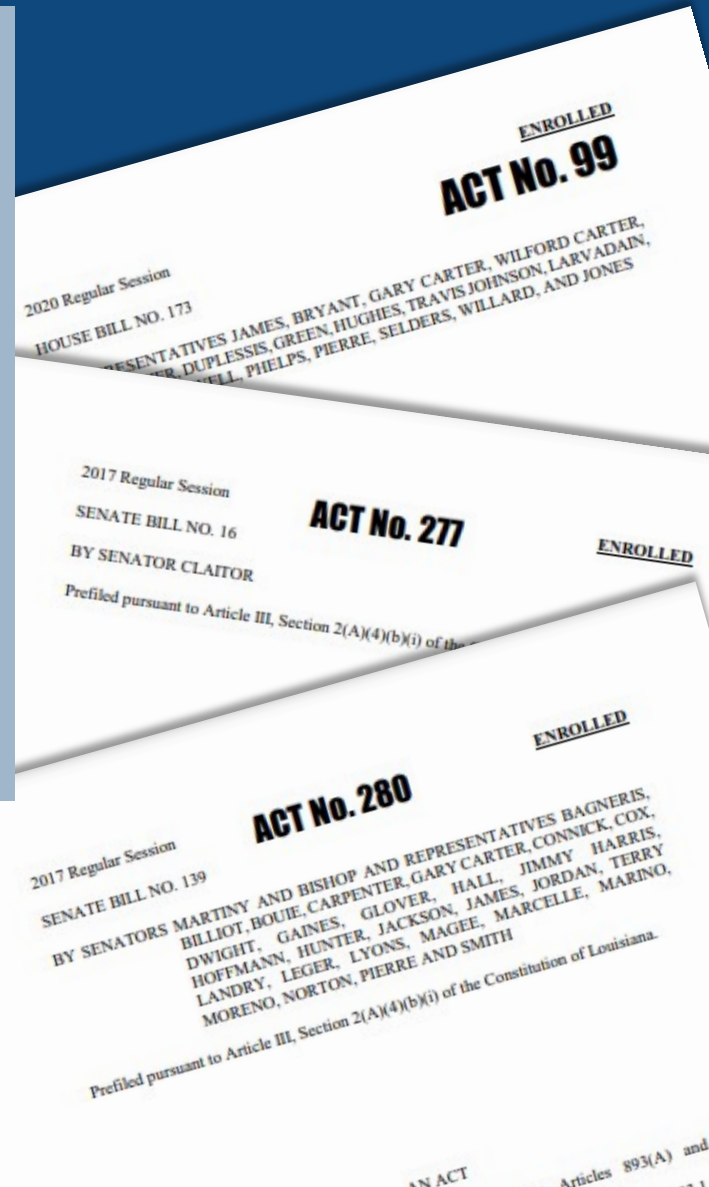 ENROLLED
ACT No. 99
2020 Regular Session
HOUSE BILL NO. 173
JAMES, BRYANT, GARY CARTER, WILFORD CARTER,
DUPLESSIS, GREEN, HUGHES, TRAVIS JOHNSON, LARVADAIN,
PHELPS, PIERRE, SELDERS, WILLARD, AND JONES
2017 Regular Session
ACT No. 277
ENROLLED
SENATE BILL NO. 16
BY SENATOR CLAITOR
Prefiled pursuant to Article III, Section 2(A)(4)(b)(i) of the
ENROLLED
ACT No. 280
2017 Regular Session
SENATE BILL NO. 139
BY SENATORS MARTINY AND BISHOP AND REPRESENTATIVES BAGNERIS,
BILLIOT, BOUIE, CARPENTER, GARY CARTER, CONNICK, COX,
DWIGHT, GAINES, GLOVER, HALL, JIMMY HARRIS,
HOFFMANN, HUNTER, JACKSON, JAMES, JORDAN, TERRY
LANDRY, LEGER, LYONS, MAGEE, MARCELLE, MARINO,
MORENO, NORTON, PIERRE AND SMITH
Prefiled pursuant to Article III, Section 2(A)(4)(b)(i) of the Constitution of Louisiana.
AN ACT
Articles 893(A) and